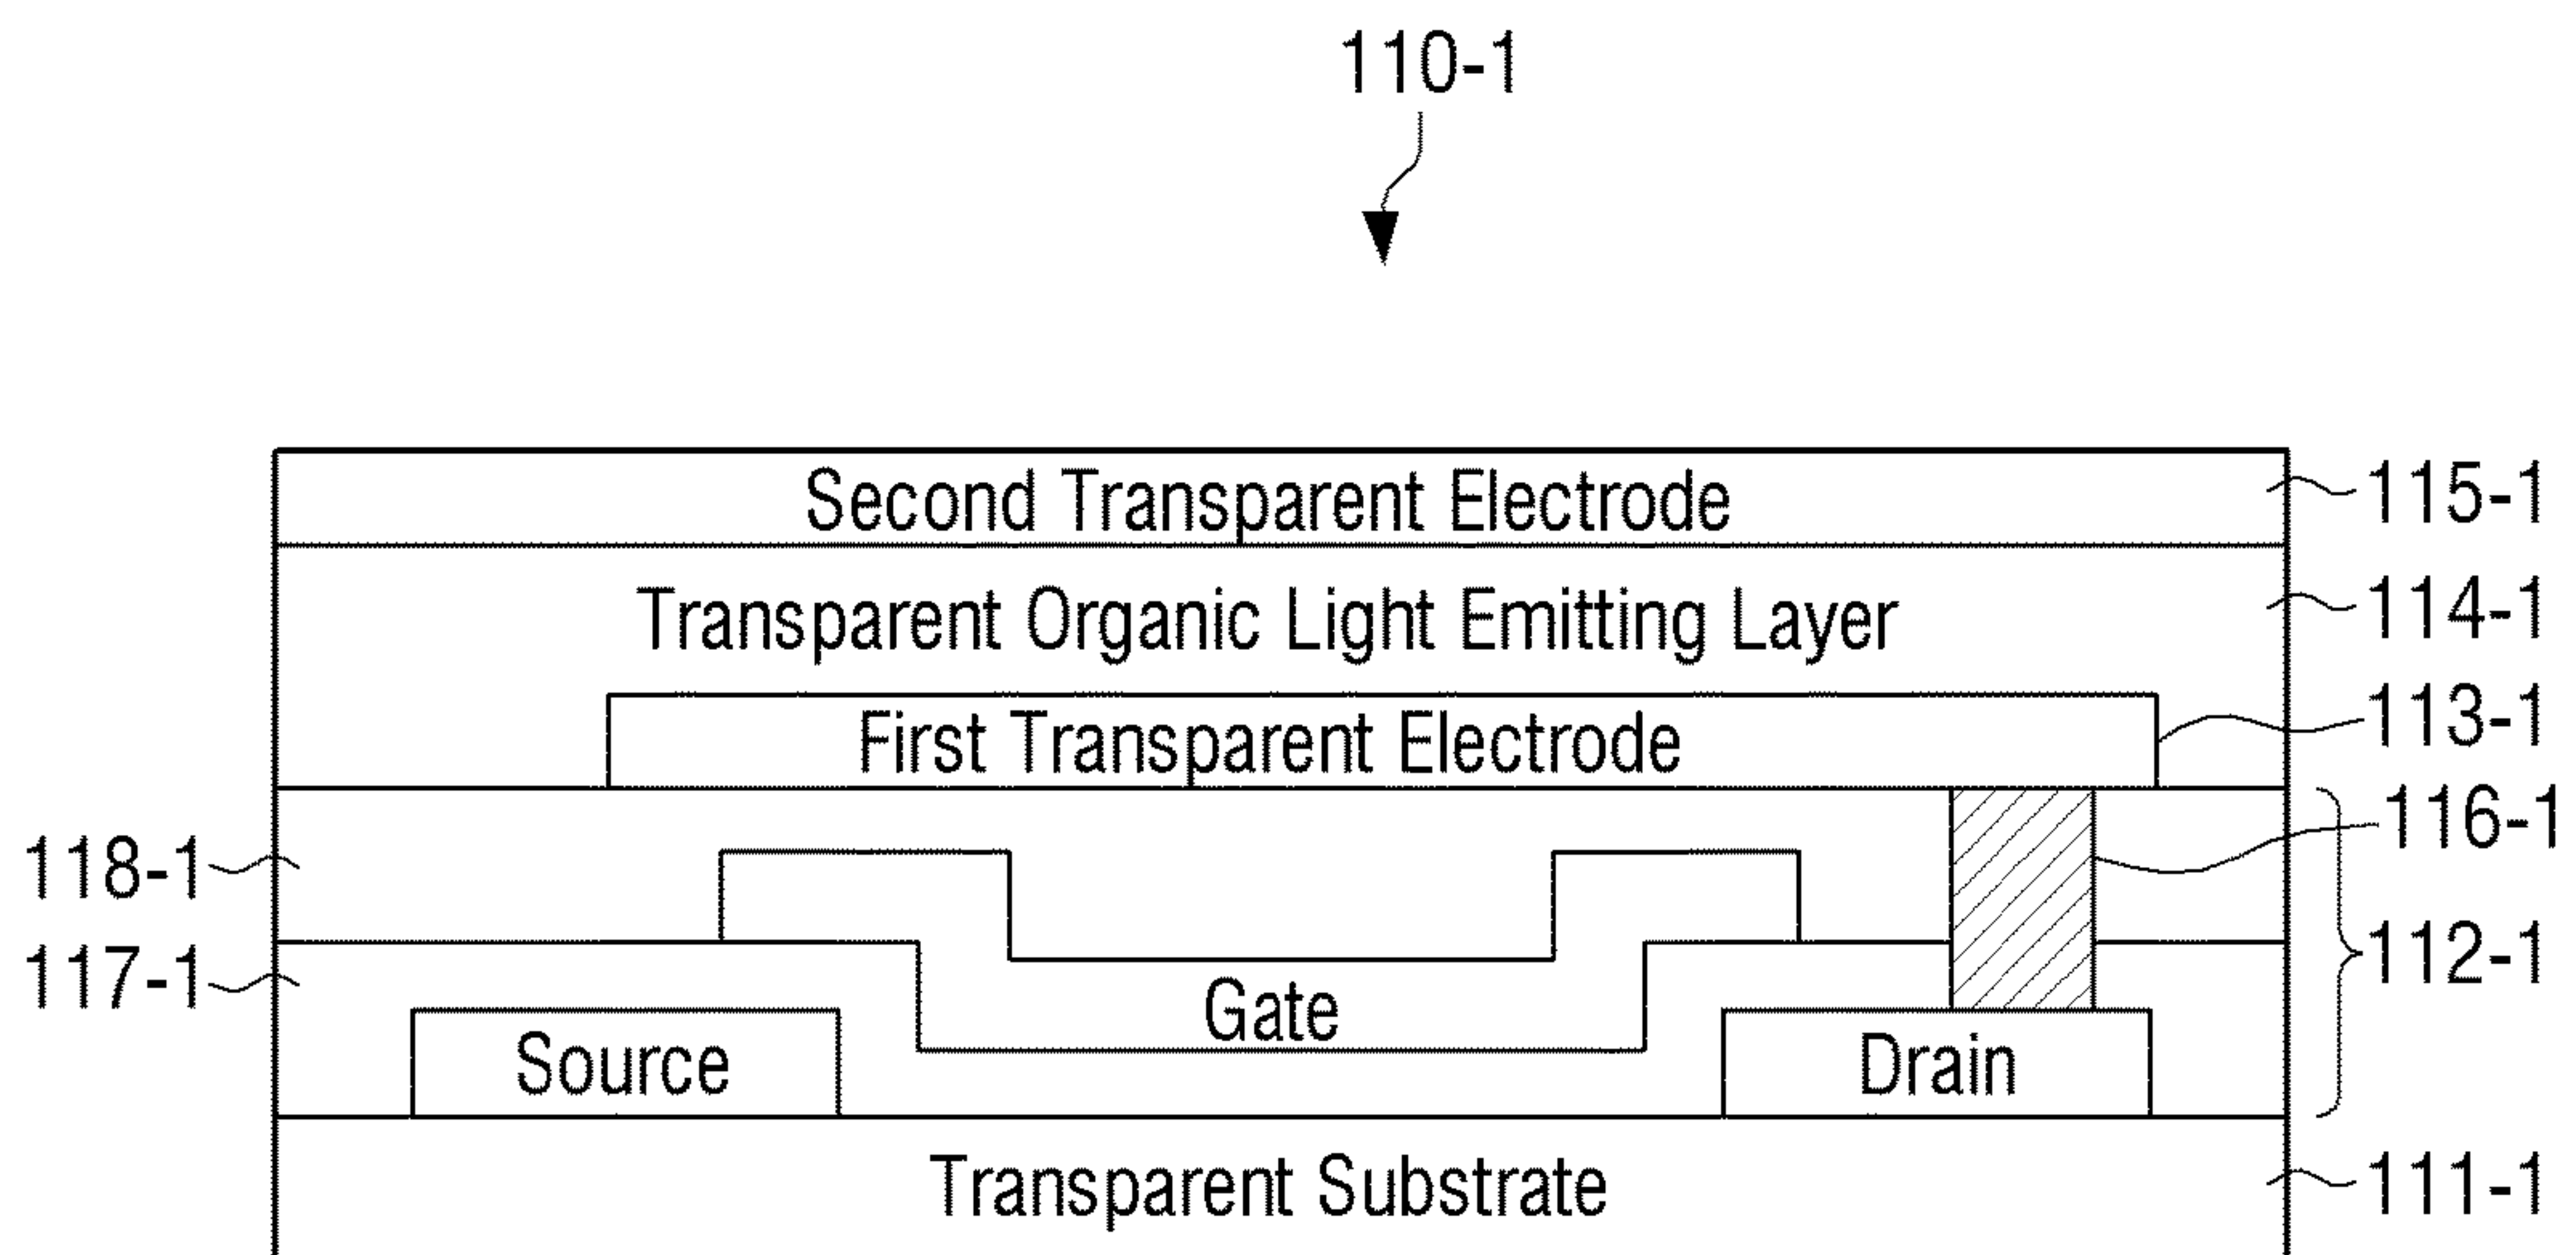 110-1
Second Transparent Electrode 115-1
Transparent Organic Light Emitting Layer 114-1
First Transparent Electrode 113-1
116-1
118-1
112-1
117-1
Gate
Source Drain
Transparent Substrate 111-1